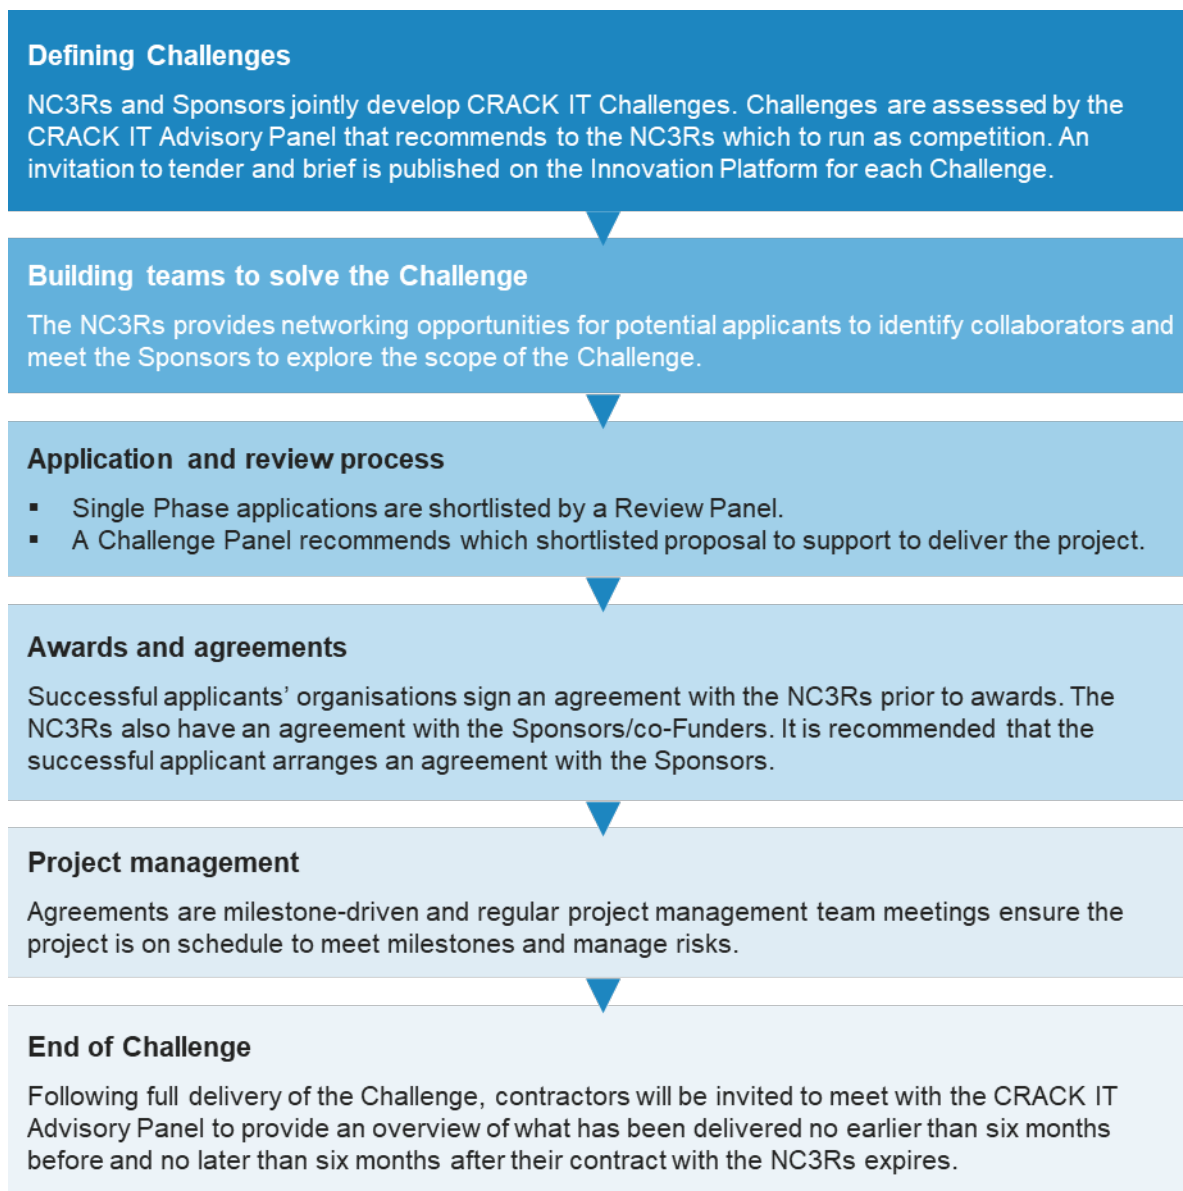 Defining Challenges
NC3Rs and Sponsors jointly develop CRACK IT Challenges. Challenges are assessed by the
CRACK IT Advisory Panel that recommends to the NC3Rs which to run as competition. An
invitation to tender and brief is published on the Innovation Platform for each Challenge.
Building teams to solve the Challenge
The NC3Rs provides networking opportunities for potential applicants to identify collaborators and
meet the Sponsors to explore the scope of the Challenge.
Application and review process
▪ Single Phase applications are shortlisted by a Review Panel.
▪ A Challenge Panel recommends which shortlisted proposal to support to deliver the project.
Awards and agreements
Successful applicants’ organisations sign an agreement with the NC3Rs prior to awards. The
NC3Rs also have an agreement with the Sponsors/co-Funders. It is recommended that the
successful applicant arranges an agreement with the Sponsors.
Project management
Agreements are milestone-driven and regular project management team meetings ensure the
project is on schedule to meet milestones and manage risks.
End of Challenge
Following full delivery of the Challenge, contractors will be invited to meet with the CRACK IT
Advisory Panel to provide an overview of what has been delivered no earlier than six months
before and no later than six months after their contract with the NC3Rs expires.